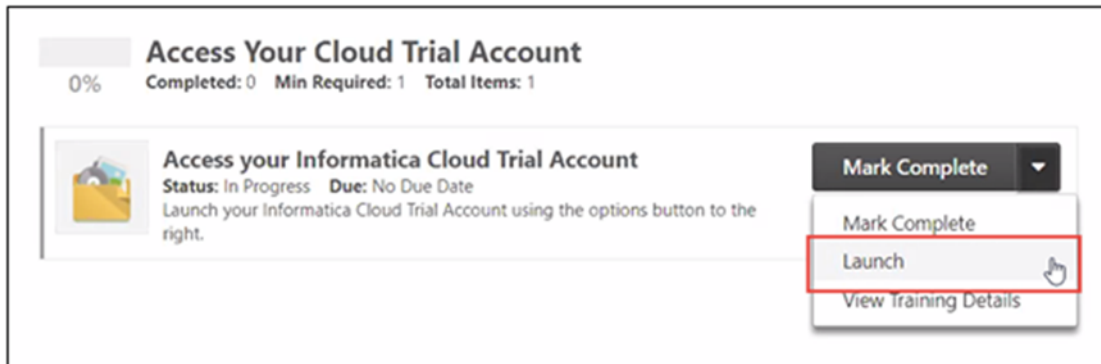 Access Your Cloud Trial Account
0%
Completed: 0 Min Required: 1 Total Items: 1
Access your Informatica Cloud Trial Account
Status: In Progress Due: No Due Date
Launch your Informatica Cloud Trial Account using the options button to the
right.
Mark Complete
Mark Complete
Launch
View Training Details